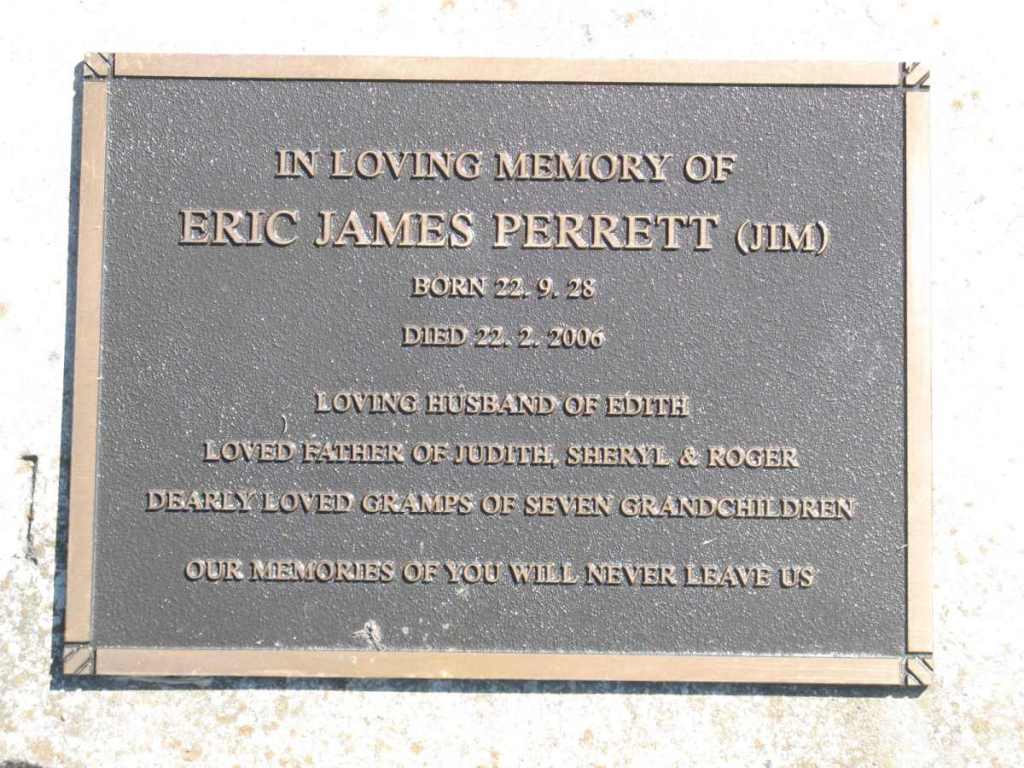 IN LOVING MEMORY OF
ERIC JAMES PERRETT (JIM)
BORN 22. 9. 28
DIED 22. 2. 2006
LOVING HUSBAND OF EDITH
LOVED FATHER OF JUDITH, SHERYL & ROGER
DEARLY LOVED GRAMPS OF SEVEN GRANDCHILDREN
OUR MEMORIES OF YOU WILL NEVER LEAVE US